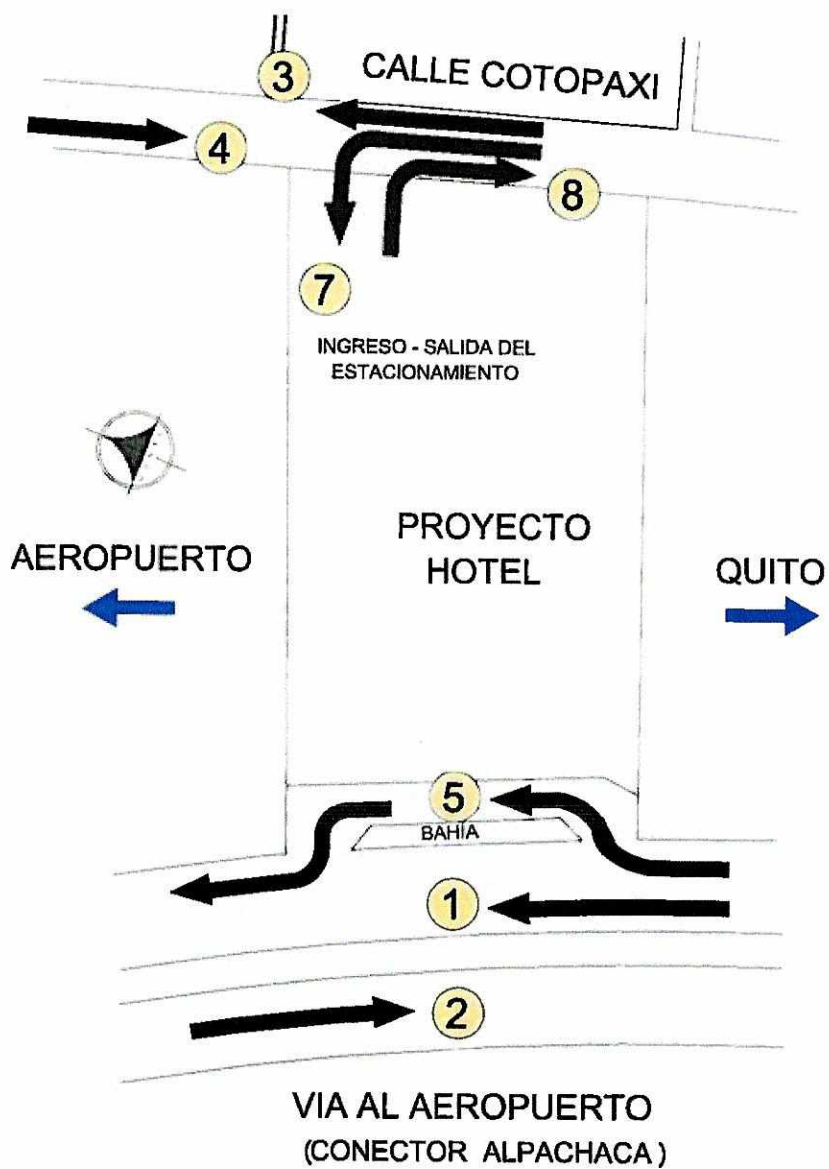 3
CALLE COTOPAXI
4
8
7
INGRESO - SALIDA DEL
ESTACIONAMIENTO
PROYECTO
HOTEL
AEROPUERTO
QUITO
5
BAHÍA
1
2
VIA AL AEROPUERTO
(CONECTOR ALPACHACA)